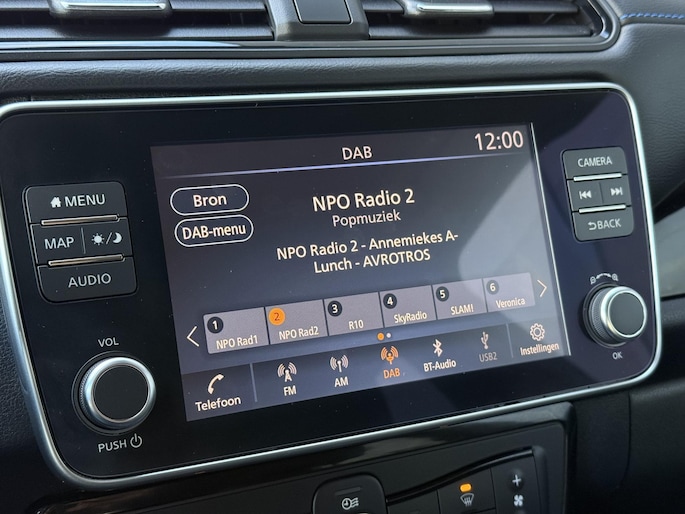 DAB
12:00
Bron
DAB-menu
NPO Radio 2
Popmuziek
NPO Radio 2 - Annemiekes A-
Lunch - AVROTROS
1 NPO Rad1
2 NPO Rad2
3 R10
4 SkyRadio
5 SLAM!
6 Veronica
Telefoon
FM
AM
DAB
BT-Audio
USB2
Instellingen
MENU
MAP
AUDIO
VOL
PUSH
CAMERA
BACK
OK